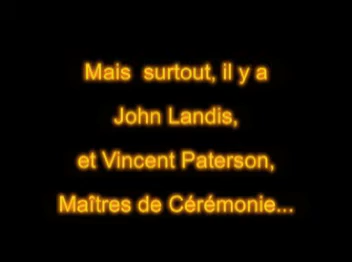 Mais surtout, il y a
John Landis,
et Vincent Paterson,
Maîtres de Cérémonie...